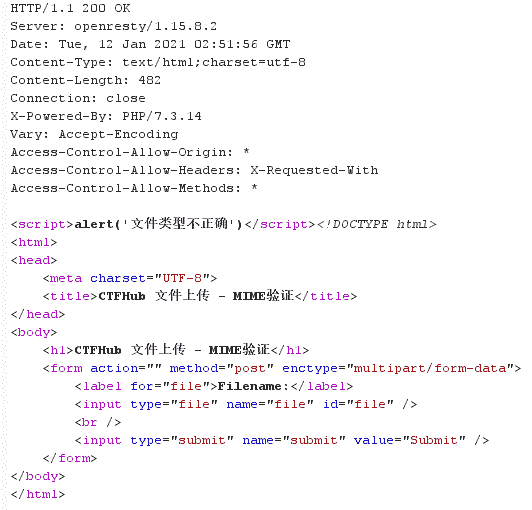 HTTP/1.1 200 OK
Server: openresty/1.15.8.2
Date: Tue, 12 Jan 2021 02:51:56 GMT
Content-Type: text/html;charset=utf-8
Content-Length: 482
Connection: close
X-Powered-By: PHP/7.3.14
Vary: Accept-Encoding
Access-Control-Allow-Origin: *
Access-Control-Allow-Headers: X-Requested-With
Access-Control-Allow-Methods: *
<script>alert('文件类型不正确')</script><!DOCTYPE html>
<html>
<head>
<meta charset="UTF-8">
<title>CTFHub 文件上传 - MIME验证</title>
</head>
<body>
<h1>CTFHub 文件上传 - MIME验证</h1>
<form action="" method="post" enctype="multipart/form-data">
<label for="file">Filename:</label>
<input type="file" name="file" id="file" />
<br />
<input type="submit" name="submit" value="Submit" />
</form>
</body>
</html>